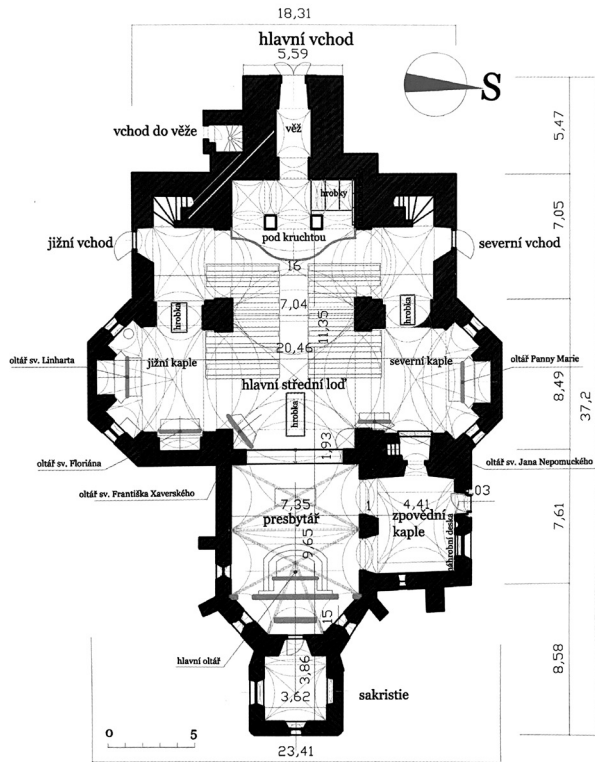 18,31
hlavní vchod
5,59
S
vchod do věže
věž
5,47
hrobky
7,05
pod kruchtou
jižní vchod
severní vchod
16
7,04
hrobka
hrobka
11,35
20,46
oltář sv. Linharta
jižní kaple
severní kaple
oltář Panny Marie
8,49
37,2
hlavní střední loď
hrobka
1,93
oltář sv. Floriána
oltář sv. Jana Nepomuckého
oltář sv. Františka Xaverského
03
7,35
1
4,41
7,61
presbytář
zpovědní
kaple
náhrobní deska
9,65
15
hlavní oltář
3,86
8,58
3,62
sakristie
0
5
23,41